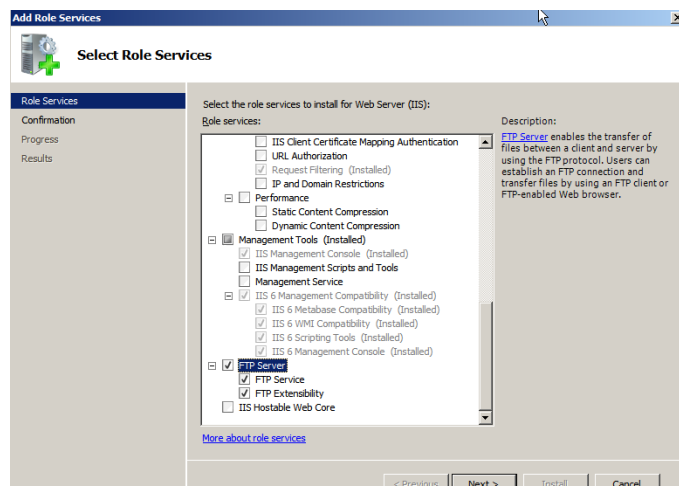 Add Role Services
Select Role Services
Role Services
Confirmation
Progress
Results
Select the role services to install for Web Server (IIS):
Role services:
IIS Client Certificate Mapping Authentication
URL Authorization
Request Filtering (Installed)
IP and Domain Restrictions
Performance
Static Content Compression
Dynamic Content Compression
Management Tools (Installed)
IIS Management Console (Installed)
IIS Management Scripts and Tools
Management Service
IIS 6 Management Compatibility (Installed)
IIS 6 Metabase Compatibility (Installed)
IIS 6 WMI Compatibility (Installed)
IIS 6 Scripting Tools (Installed)
IIS 6 Management Console (Installed)
FTP Server
FTP Service
FTP Extensibility
IIS Hostable Web Core
More about role services
Description:
FTP Server enables the transfer of
files between a client and server by
using the FTP protocol. Users can
establish an FTP connection and
transfer files by using an FTP client or
FTP-enabled Web browser.
< Previous
Next >
Install
Cancel